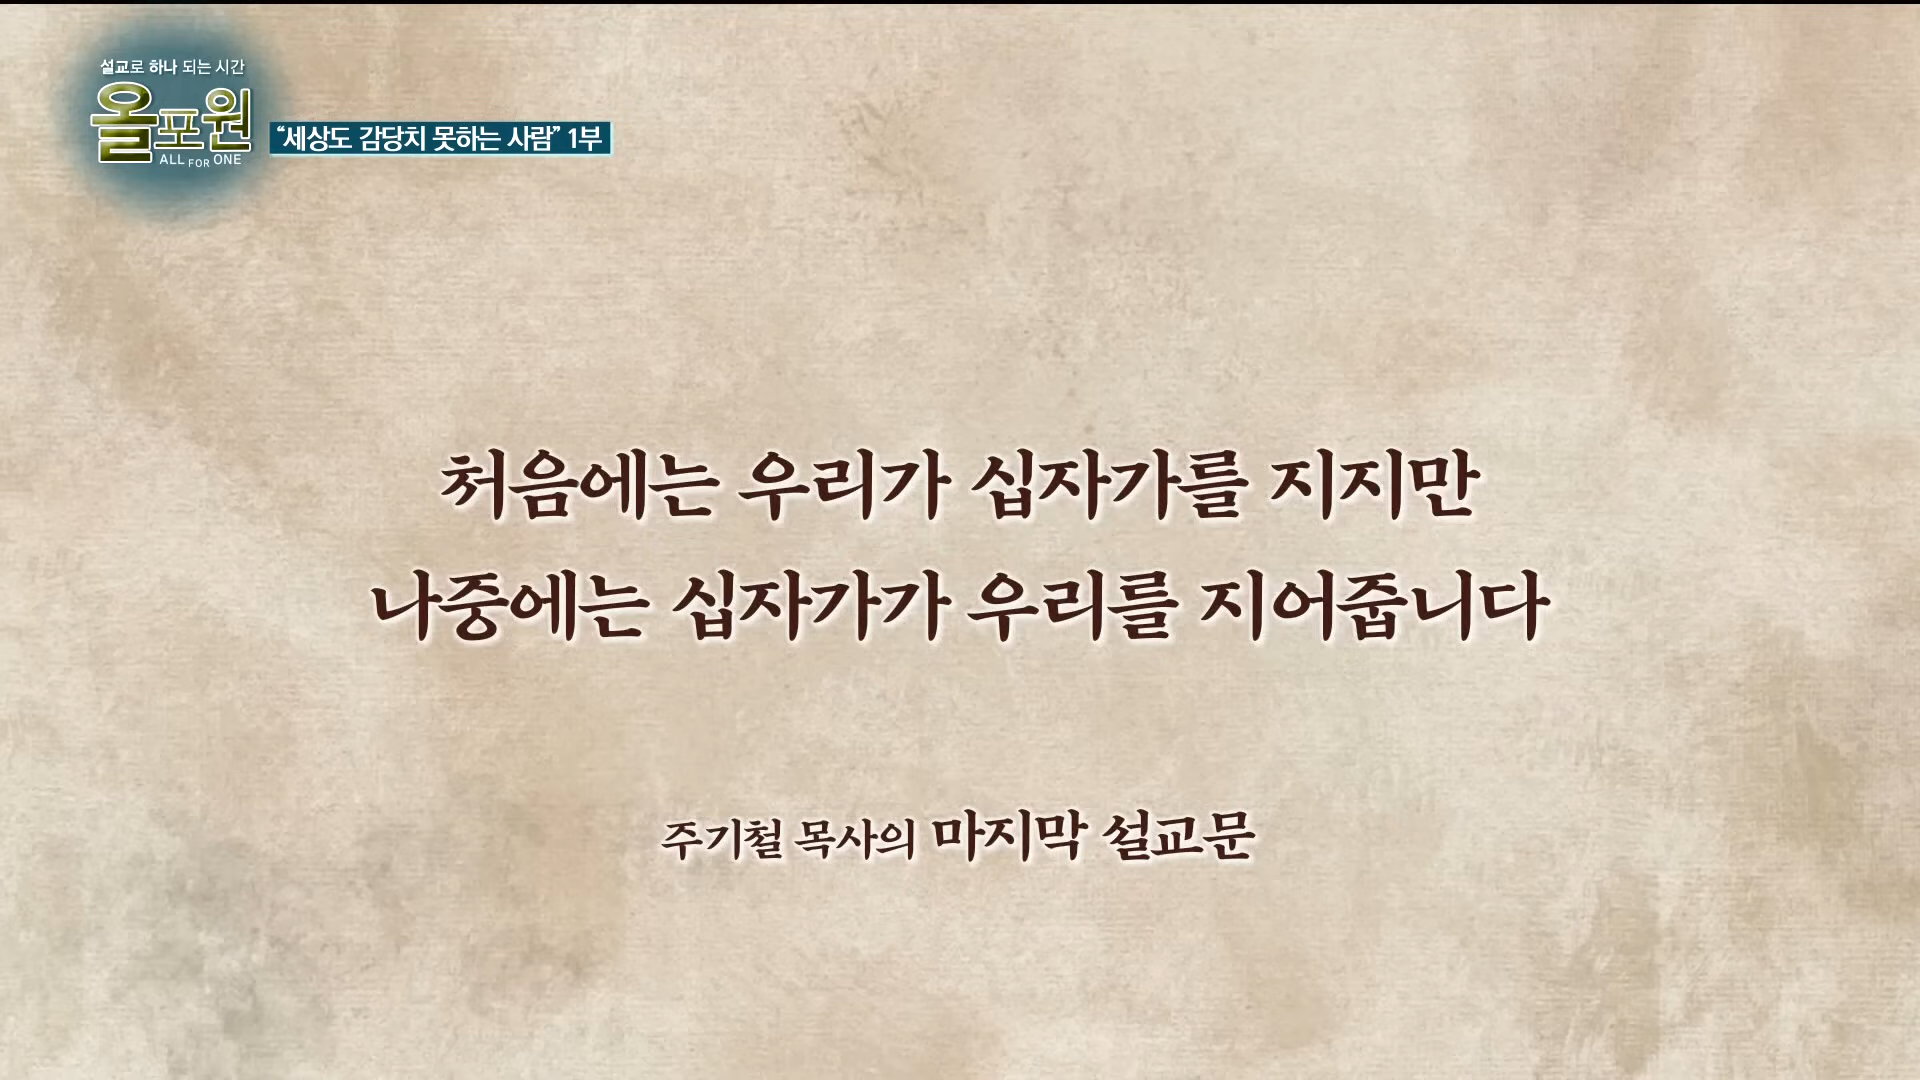 설교로 하나 되는 시간
올포원
ALL FOR ONE
“세상도 감당치 못하는 사람” 1부
처음에는 우리가 십자가를 지지만
나중에는 십자가가 우리를 지어줍니다
주기철 목사의 마지막 설교문